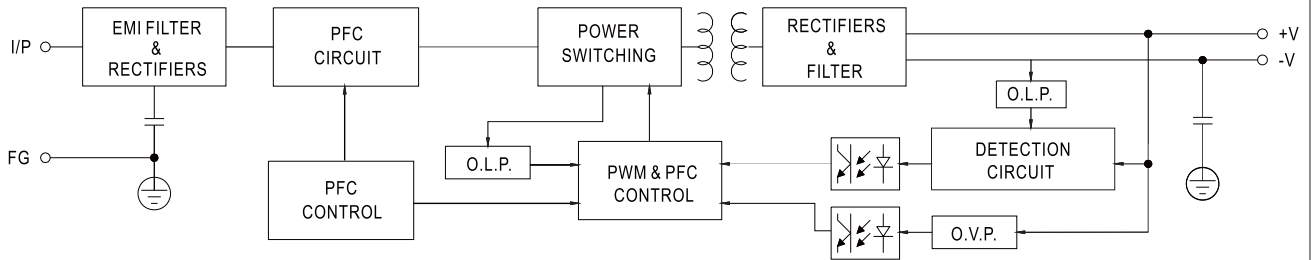 I/P
EMI FILTER
&
RECTIFIERS
PFC
CIRCUIT
POWER
SWITCHING
RECTIFIERS
&
FILTER
+V
-V
O.L.P.
FG
O.L.P.
PFC
CONTROL
PWM & PFC
CONTROL
DETECTION
CIRCUIT
O.V.P.